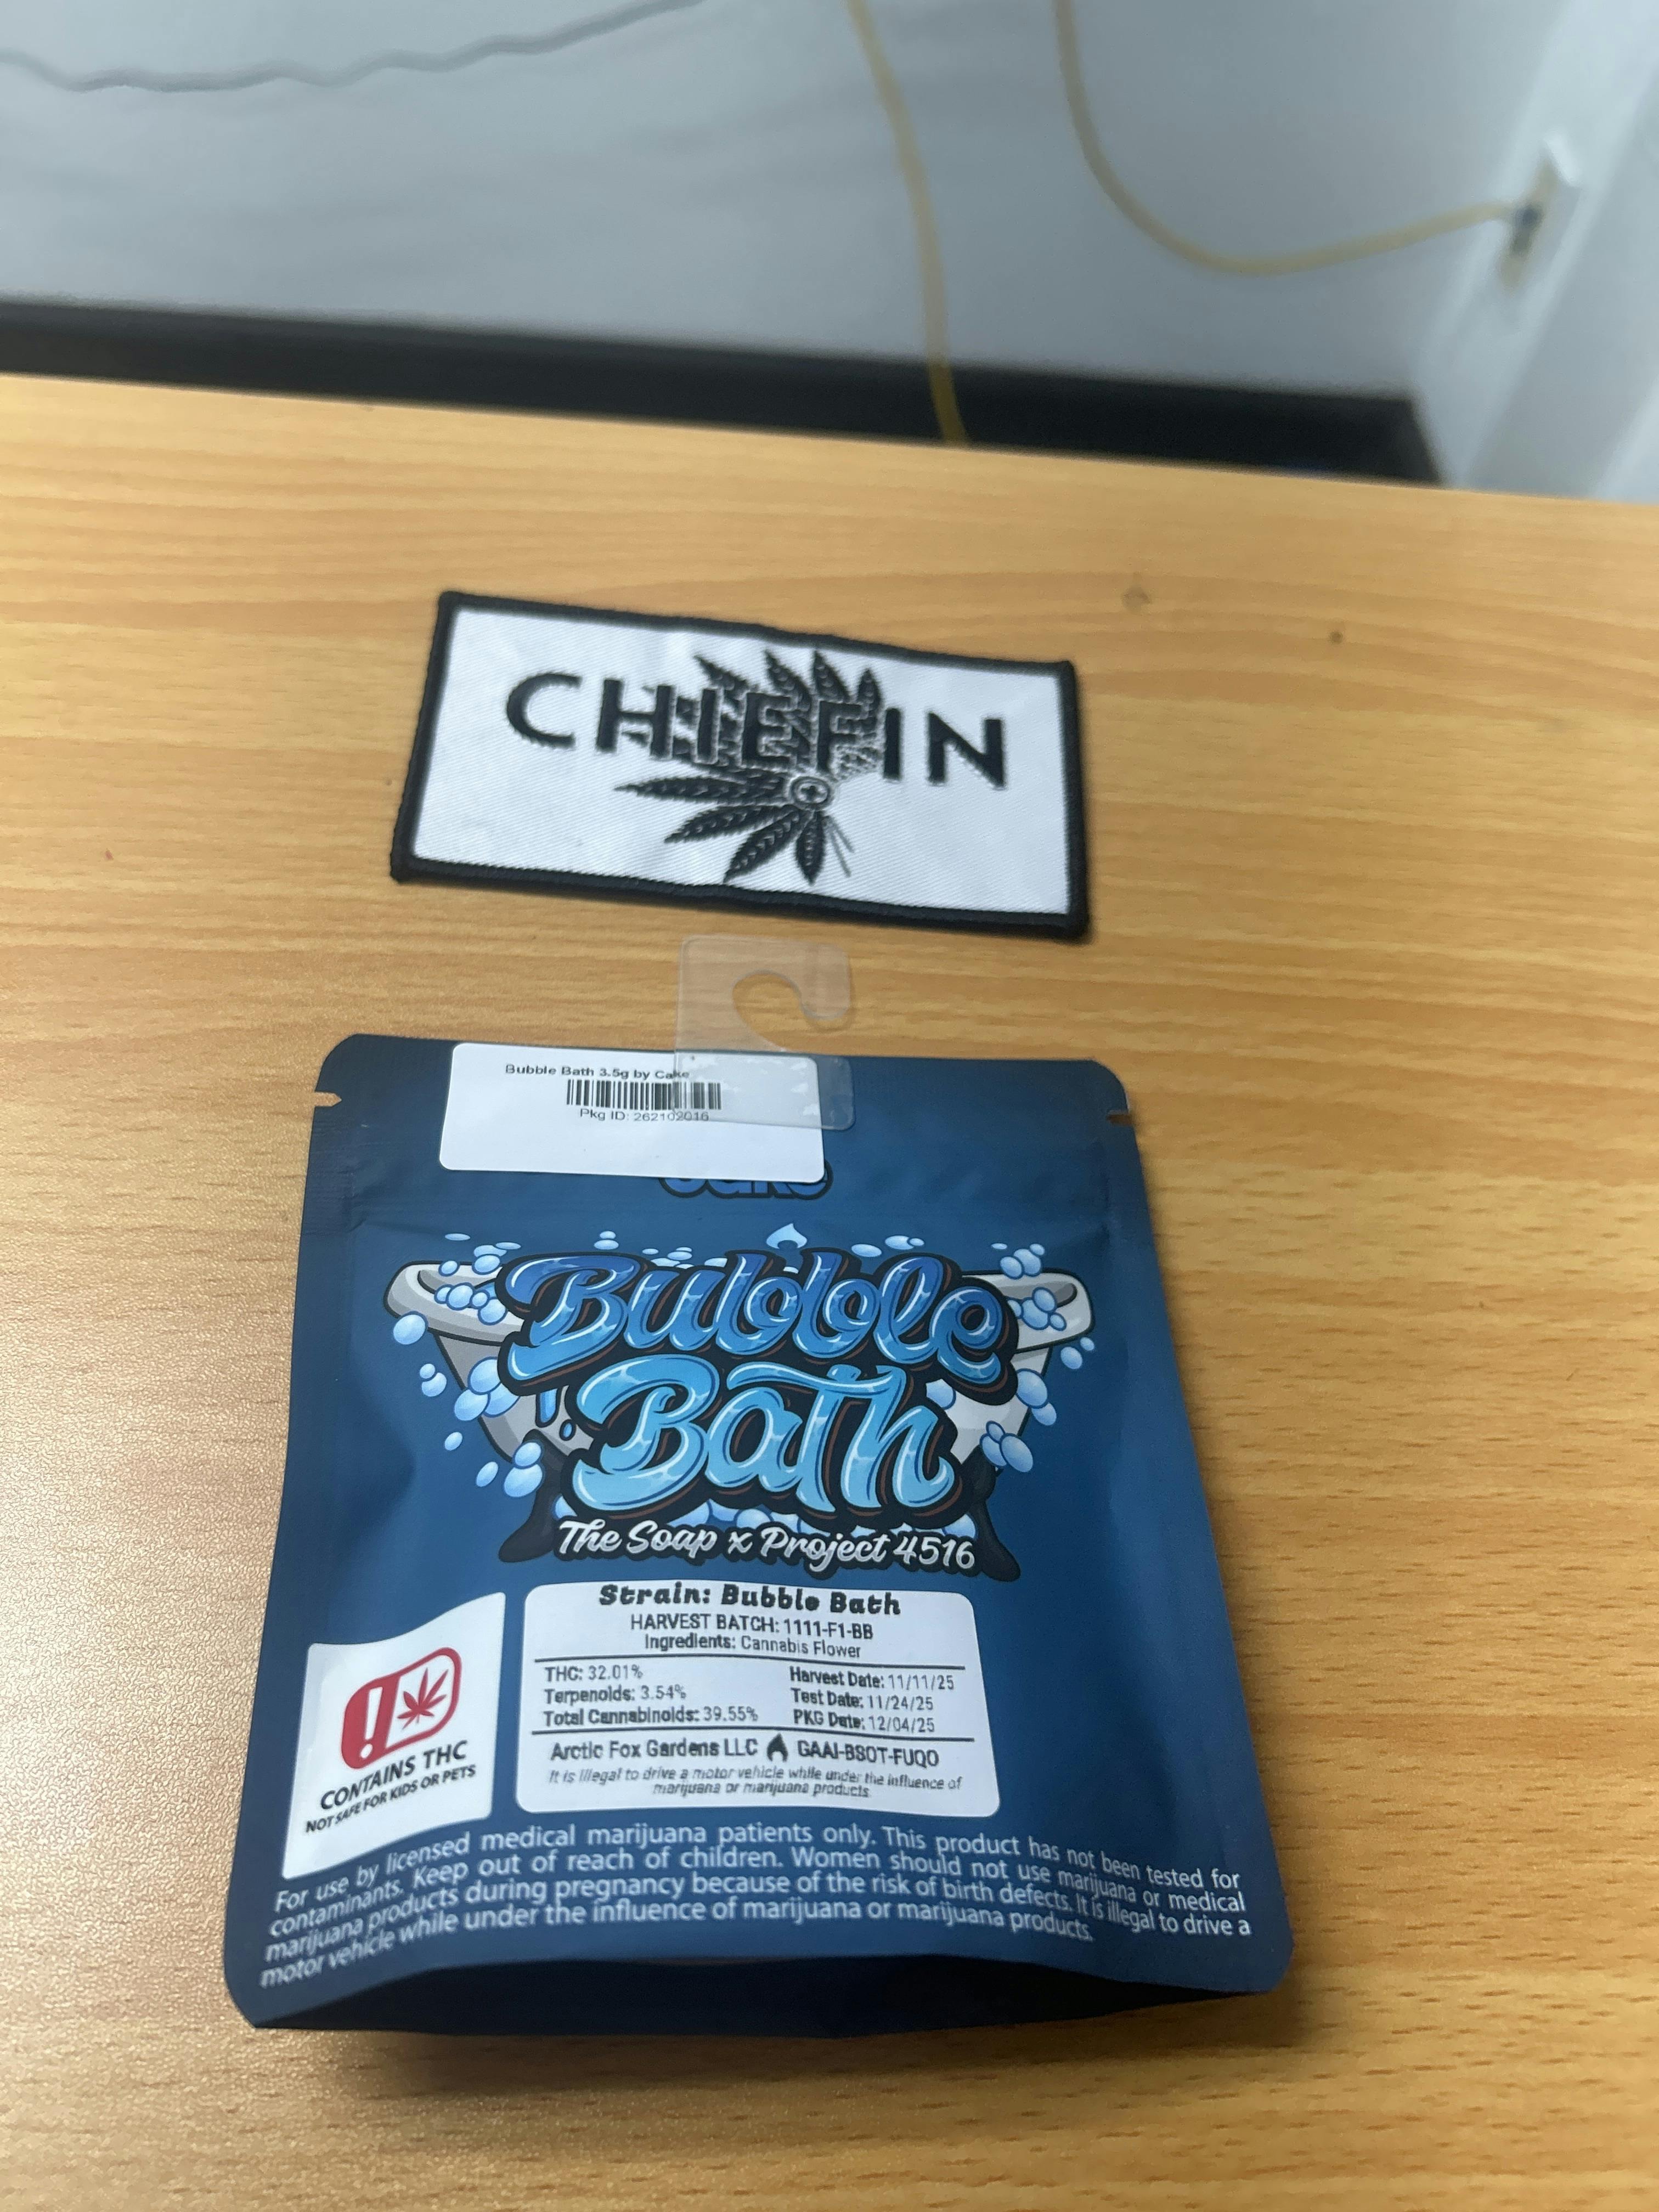 CHIEFIN
Bubble Bath 3.5g by Cake
Pkg ID: 262102016
Cake
Bubble
Bath
The Soap x Project 4516
Strain: Bubble Bath
HARVEST BATCH: 1111-F1-BB
Ingredients: Cannabis Flower
THC: 32.01% Harvest Date: 11/11/25
Terpenoids: 3.54% Test Date: 11/24/25
Total Cannabinoids: 39.55% PKG Date: 12/04/25
Arctic Fox Gardens LLC GAAI-BSOT-FUQO
It is illegal to drive a motor vehicle while under the influence of
marijuana or marijuana products.
CONTAINS THC
NOT SAFE FOR KIDS OR PETS
For use by licensed medical marijuana patients only. This product has not been tested for
contaminants. Keep out of reach of children. Women should not use marijuana or medical
marijuana products during pregnancy because of the risk of birth defects. It is illegal to drive a
motor vehicle while under the influence of marijuana or marijuana products.